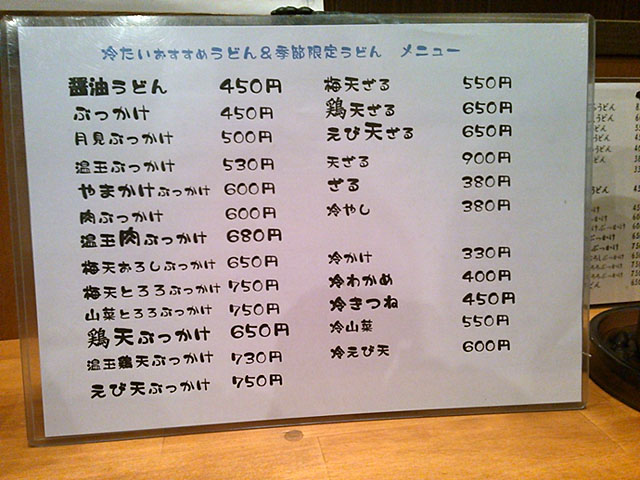 冷たいおすすめうどん＆季節限定うどん　メニュー
醤油うどん 450円
ぶっかけ 450円
月見ぶっかけ 500円
温玉ぶっかけ 530円
やまかけぶっかけ 600円
肉ぶっかけ 600円
温玉肉ぶっかけ 680円
梅天おろしぶっかけ 650円
梅天とろろぶっかけ 750円
山菜とろろぶっかけ 750円
鶏天ぶっかけ 650円
温玉鶏天ぶっかけ 730円
えび天ぶっかけ 750円
梅天ざる 550円
鶏天ざる 650円
えび天ざる 650円
天ざる 900円
ざる 380円
冷やし 380円
冷かけ 330円
冷わかめ 400円
冷きつね 450円
冷山菜 550円
冷えび天 600円